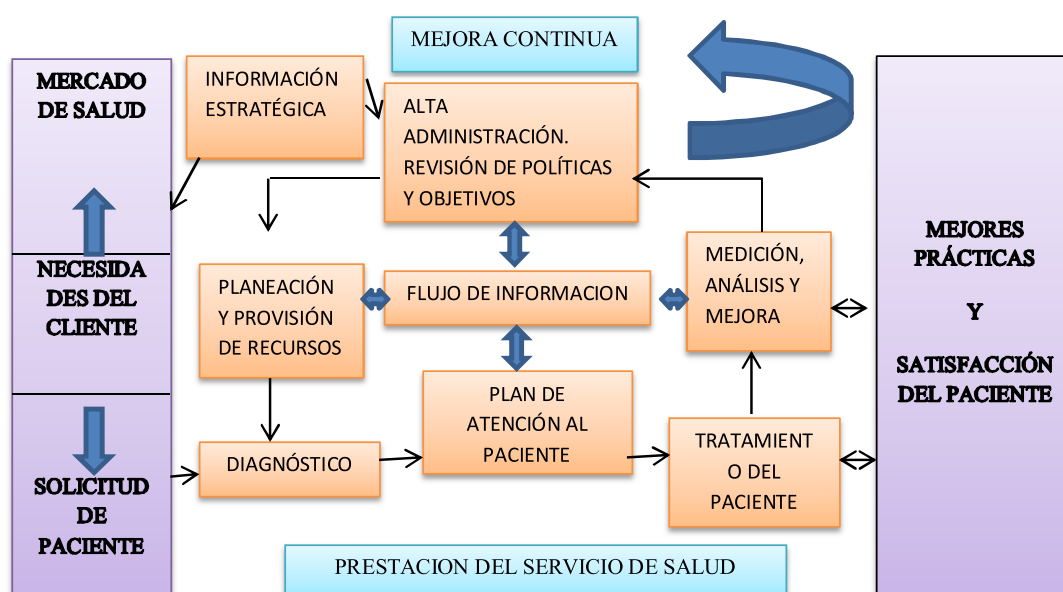 MEJORA CONTINUA
MERCADO
DE SALUD
NECESIDA
DES DEL
CLIENTE
SOLICITUD
DE
PACIENTE
INFORMACIÓN
ESTRATÉGICA
ALTA
ADMINISTRACIÓN.
REVISIÓN DE POLÍTICAS
Y OBJETIVOS
PLANEACIÓN
Y PROVISIÓN
DE RECURSOS
FLUJO DE INFORMACION
MEDICIÓN,
ANÁLISIS Y
MEJORA
DIAGNÓSTICO
PLAN DE
ATENCIÓN AL
PACIENTE
TRATAMIENT
O DEL
PACIENTE
MEJORES
PRÁCTICAS
Y
SATISFACCIÓN
DEL PACIENTE
PRESTACION DEL SERVICIO DE SALUD